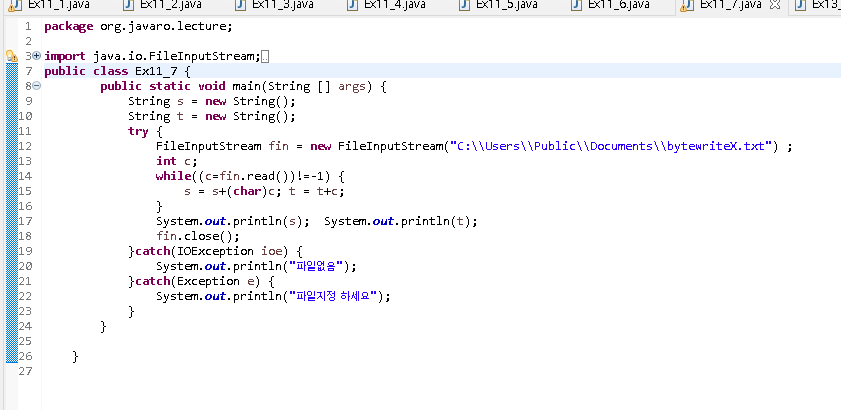 Ex11_1.java Ex11_2.java Ex11_3.java Ex11_4.java Ex11_5.java Ex11_6.java Ex11_7.java Ex13_
1 package org.javaro.lecture;
2
3 import java.io.FileInputStream;
7 public class Ex11_7 {
8 public static void main(String [] args) {
9 String s = new String();
10 String t = new String();
11 try {
12 FileInputStream fin = new FileInputStream("C:\\Users\\Public\\Documents\\bytewriteX.txt") ;
13 int c;
14 while((c=fin.read())!=-1) {
15 s = s+(char)c; t = t+c;
16 }
17 System.out.println(s); System.out.println(t);
18 fin.close();
19 }catch(IOException ioe) {
20 System.out.println("파일없음");
21 }catch(Exception e) {
22 System.out.println("파일지정 하세요");
23 }
24 }
25
26 }
27